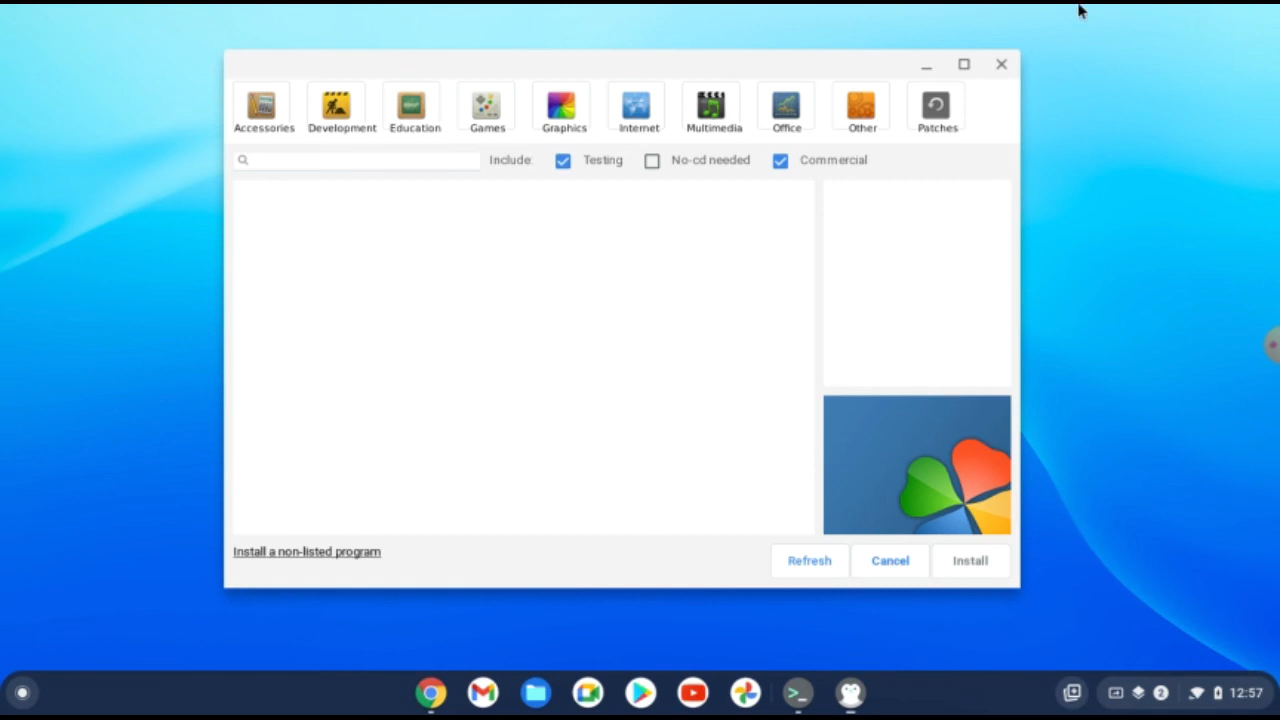 Accessories Development Education Games Graphics Internet Multimedia Office Other Patches
Include: Testing No-cd needed Commercial
Install a non-listed program
Refresh Cancel Install
2 12:57